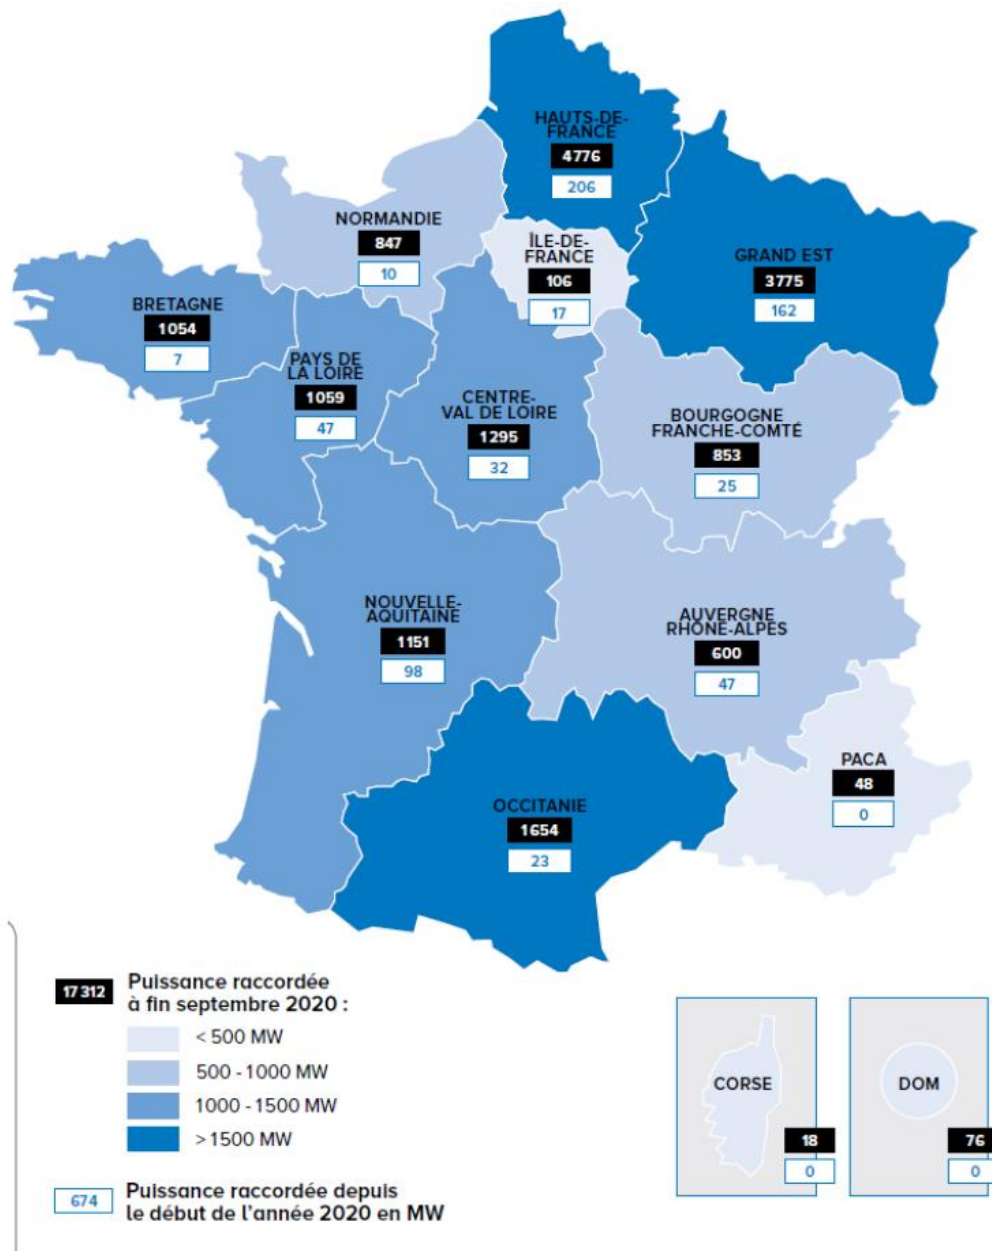 HAUTS-DE-
FRANCE
4776
206
NORMANDIE
847
10
ÎLE-DE-
FRANCE
106
17
GRAND EST
3775
162
BRETAGNE
1054
7
PAYS DE
LA LOIRE
1059
47
CENTRE-
VAL DE LOIRE
1295
32
BOURGOGNE
FRANCHE-COMTÉ
853
25
NOUVELLE-
AQUITAINE
1151
98
AUVERGNE
RHÔNE-ALPES
600
47
PACA
48
0
OCCITANIE
1654
23
17 312 Puissance raccordée
à fin septembre 2020 :
< 500 MW
500 - 1000 MW
1000 - 1500 MW
> 1500 MW
674 Puissance raccordée depuis
le début de l'année 2020 en MW
CORSE
18
0
DOM
76
0